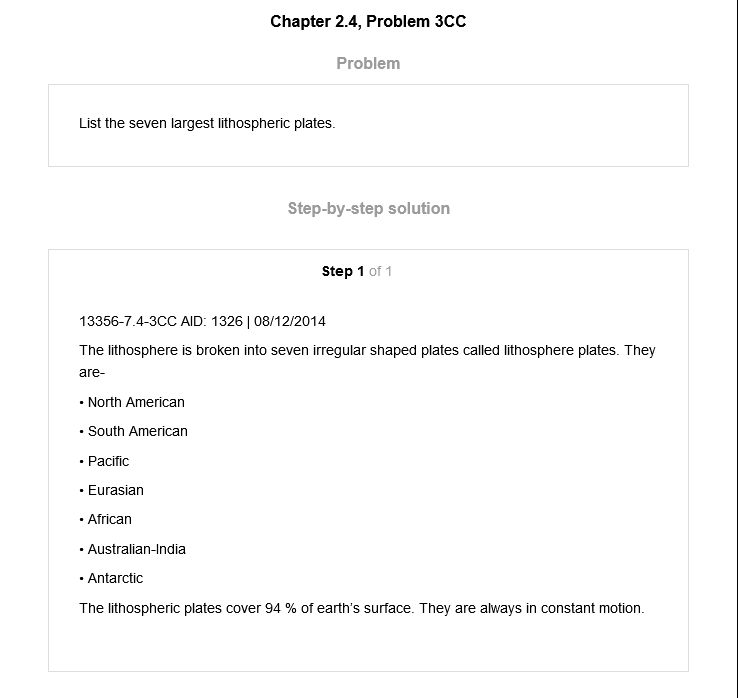 Chapter 2.4, Problem 3CC
Problem
List the seven largest lithospheric plates.
Step-by-step solution
Step 1 of 1
13356-7.4-3CC AID: 1326 | 08/12/2014
The lithosphere is broken into seven irregular shaped plates called lithosphere plates. They
are-
• North American
• South American
• Pacific
• Eurasian
• African
• Australian-India
• Antarctic
The lithospheric plates cover 94 % of earth's surface. They are always in constant motion.